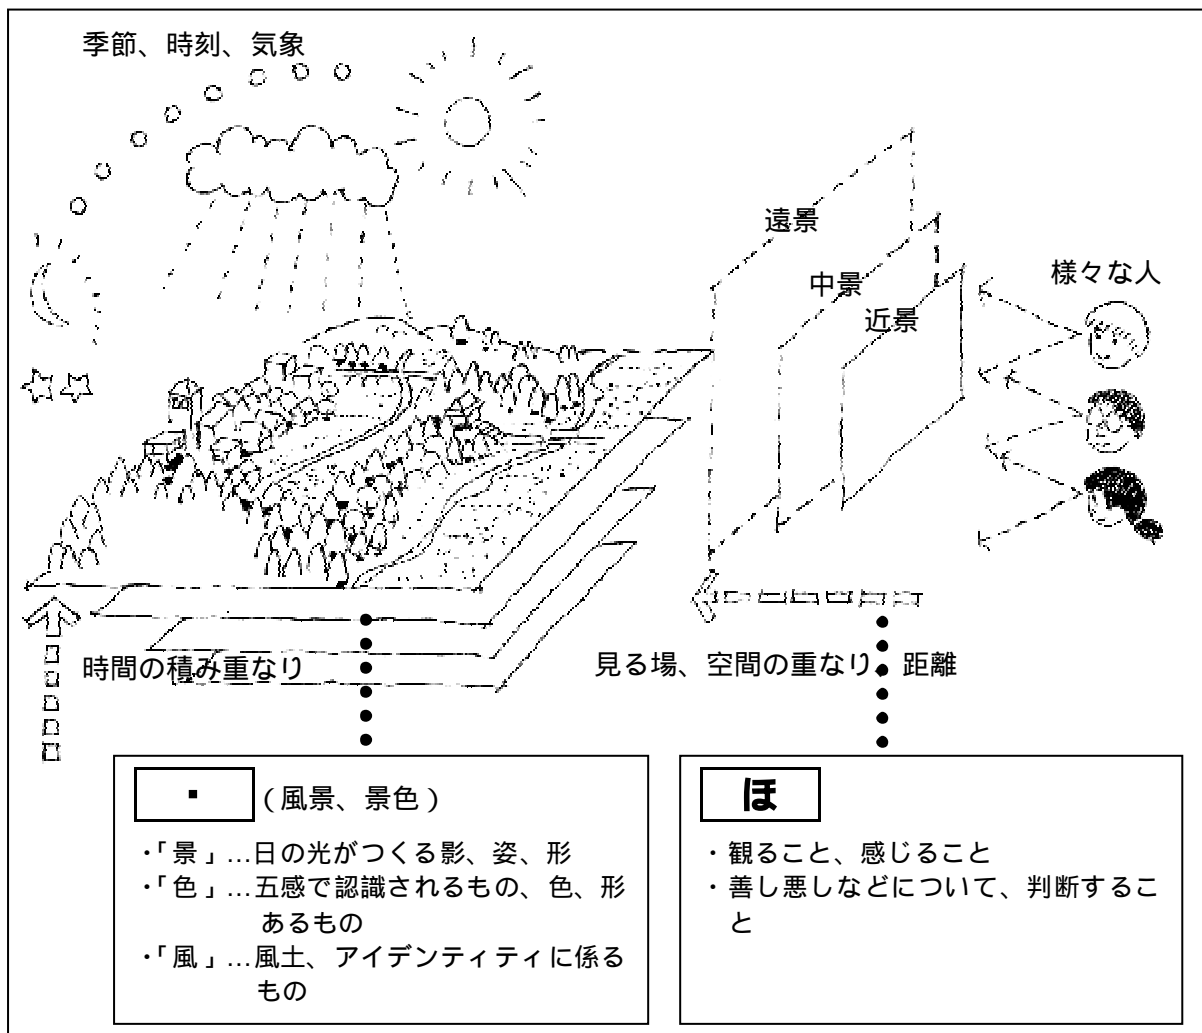 季節、時刻、気象
遠景
中景
近景
様々な人
時間の積み重なり
見る場、空間の重なり、距離
▪
(風景、景色)
・「景」…日の光がつくる影、姿、形
・「色」…五感で認識されるもの、色、形
あるもの
・「風」…風土、アイデンティティに係る
もの
ほ
・観ること、感じること
・善し悪しなどについて、判断するこ
と